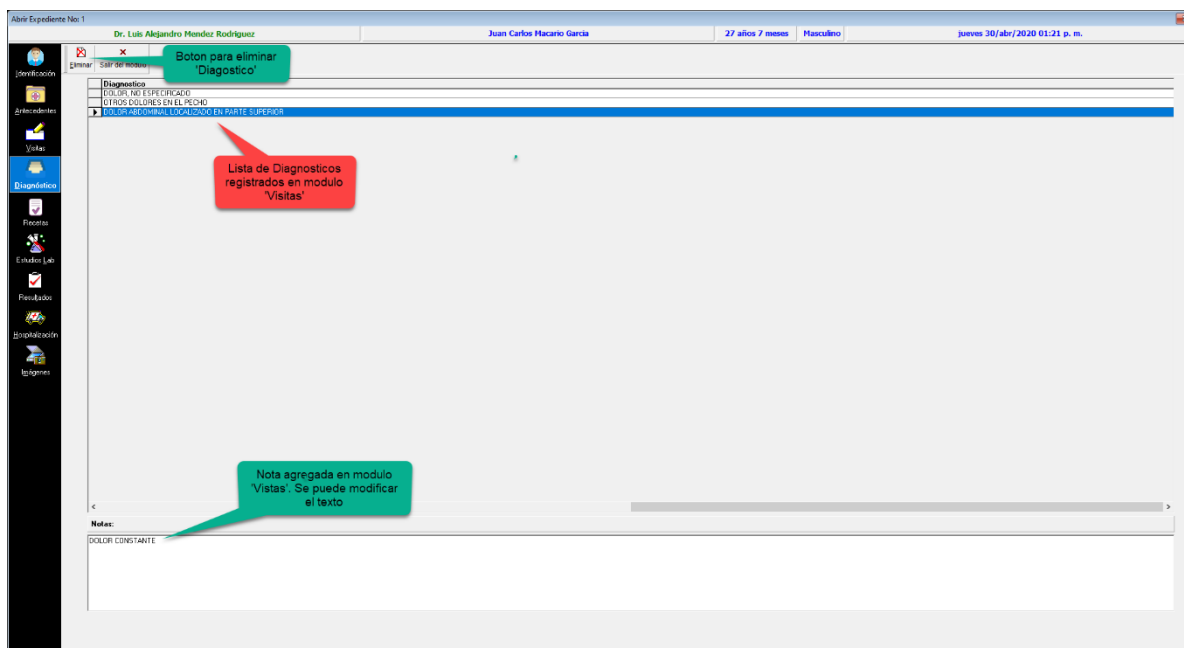 Abrir Expediente No: 1
Dr. Luis Alejandro Mendez Rodriguez
Juan Carlos Macario Garcia
27 años 7 meses
Masculino
jueves 30/abr/2020 01:21 p. m.
Identificación
Antecedentes
Visitas
Diagnóstico
Recetas
Estudios Lab
Resultados
Hospitalización
Imágenes
Eliminar
Salir del modulo
Boton para eliminar
'Diagostico'
Diagnostico
DOLOR, NO ESPECIFICADO
OTROS DOLORES EN EL PECHO
DOLOR ABDOMINAL LOCALIZADO EN PARTE SUPERIOR
Lista de Diagnosticos
registrados en modulo
'Visitas'
Nota agregada en modulo
'Vistas'. Se puede modificar
el texto
Notas:
DOLOR CONSTANTE